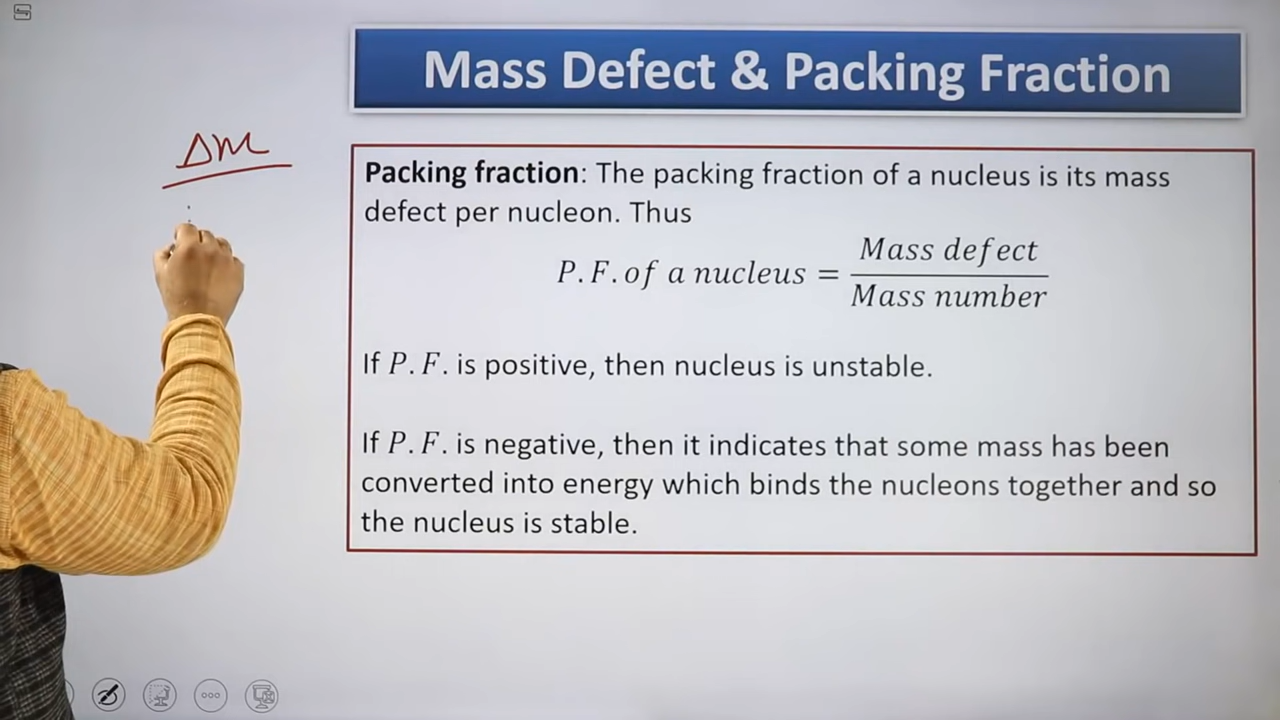 Mass Defect & Packing Fraction
Δm
Packing fraction: The packing fraction of a nucleus is its mass
defect per nucleon. Thus
P.F. of a nucleus = Mass defect / Mass number
If P.F. is positive, then nucleus is unstable.
If P.F. is negative, then it indicates that some mass has been
converted into energy which binds the nucleons together and so
the nucleus is stable.